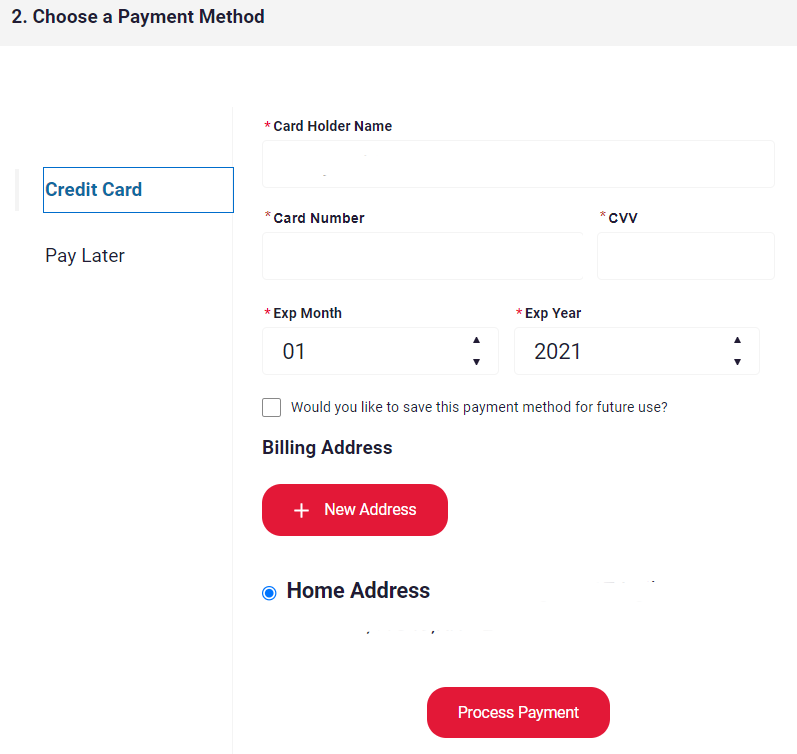 2. Choose a Payment Method
Credit Card
Pay Later
* Card Holder Name
* Card Number
* CVV
* Exp Month
* Exp Year
01
2021
Would you like to save this payment method for future use?
Billing Address
+ New Address
Home Address
Process Payment